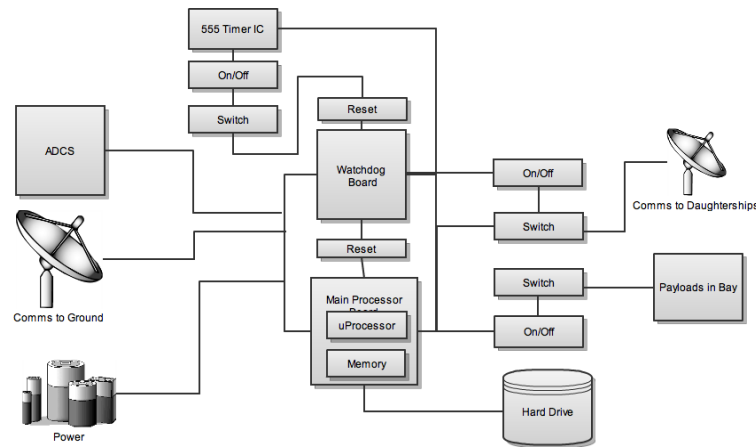 555 Timer IC
On/Off
Switch
Reset
ADCS
Watchdog
Board
On/Off
Switch
Comms to Daughterships
Reset
Comms to Ground
Main Processor
Board
uProcessor
Memory
Switch
On/Off
Payloads in Bay
Hard Drive
Power